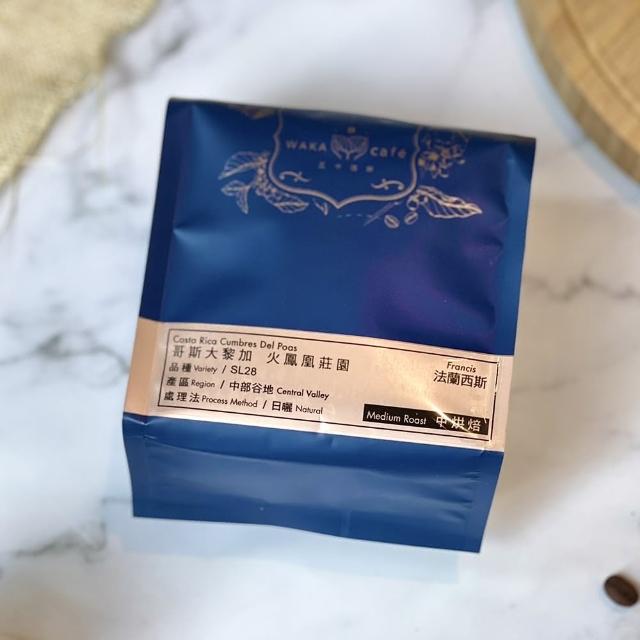 WAKA café
Costa Rica Cumbres Del Poas
哥斯大黎加 火鳳凰莊園
Francis
法蘭西斯
品種 Variety / SL28
產區 Region / 中部谷地 Central Valley
處理法 Process Method / 日曬 Natural
Medium Roast 中烘焙